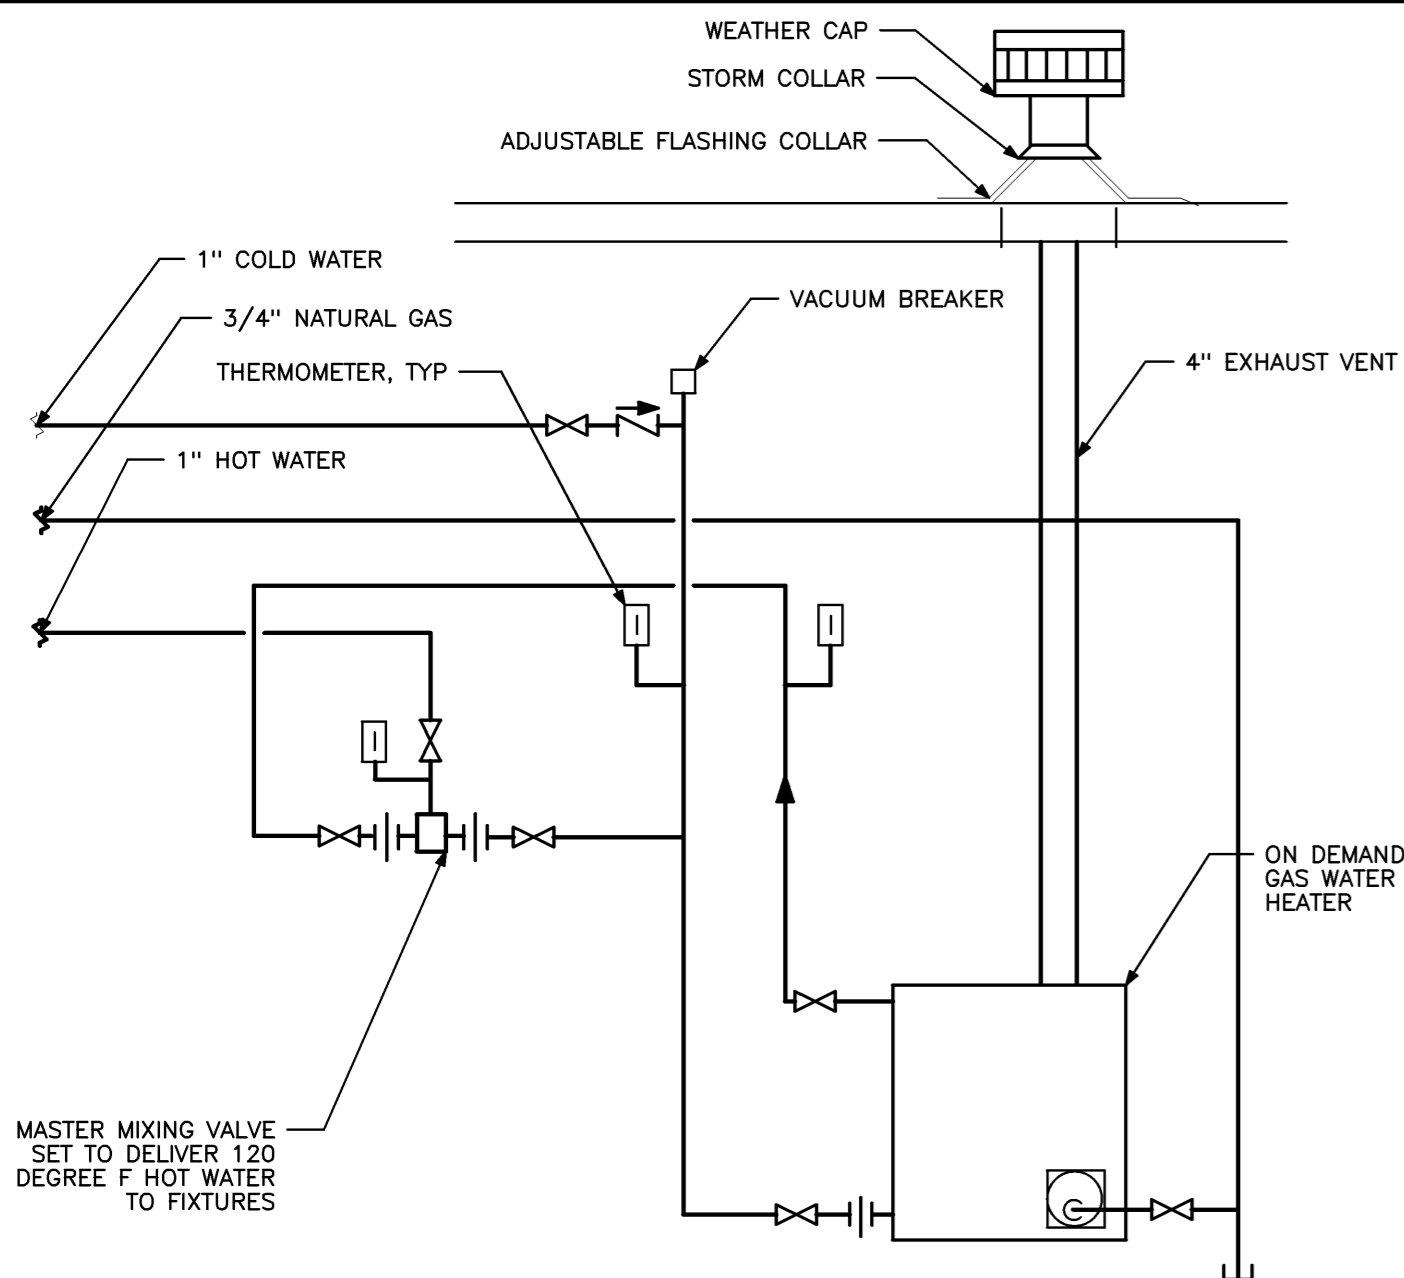 WEATHER CAP
STORM COLLAR
ADJUSTABLE FLASHING COLLAR
1" COLD WATER
3/4" NATURAL GAS
VACUUM BREAKER
THERMOMETER, TYP
4" EXHAUST VENT
1" HOT WATER
ON DEMAND
GAS WATER
HEATER
MASTER MIXING VALVE
SET TO DELIVER 120
DEGREE F HOT WATER
TO FIXTURES